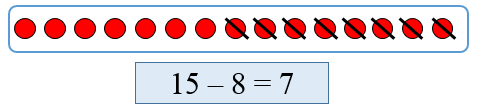 15 – 8 = 7